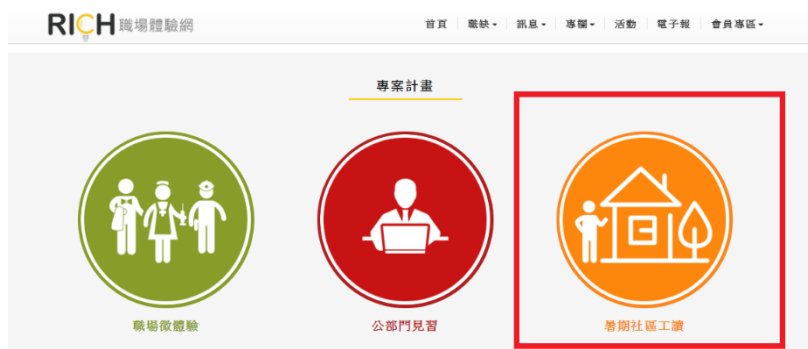 RICH 職場體驗網
首頁 職缺 訊息 專欄 活動 電子報 會員專區
專案計畫
職場微體驗 公部門見習 暑期社區工讀